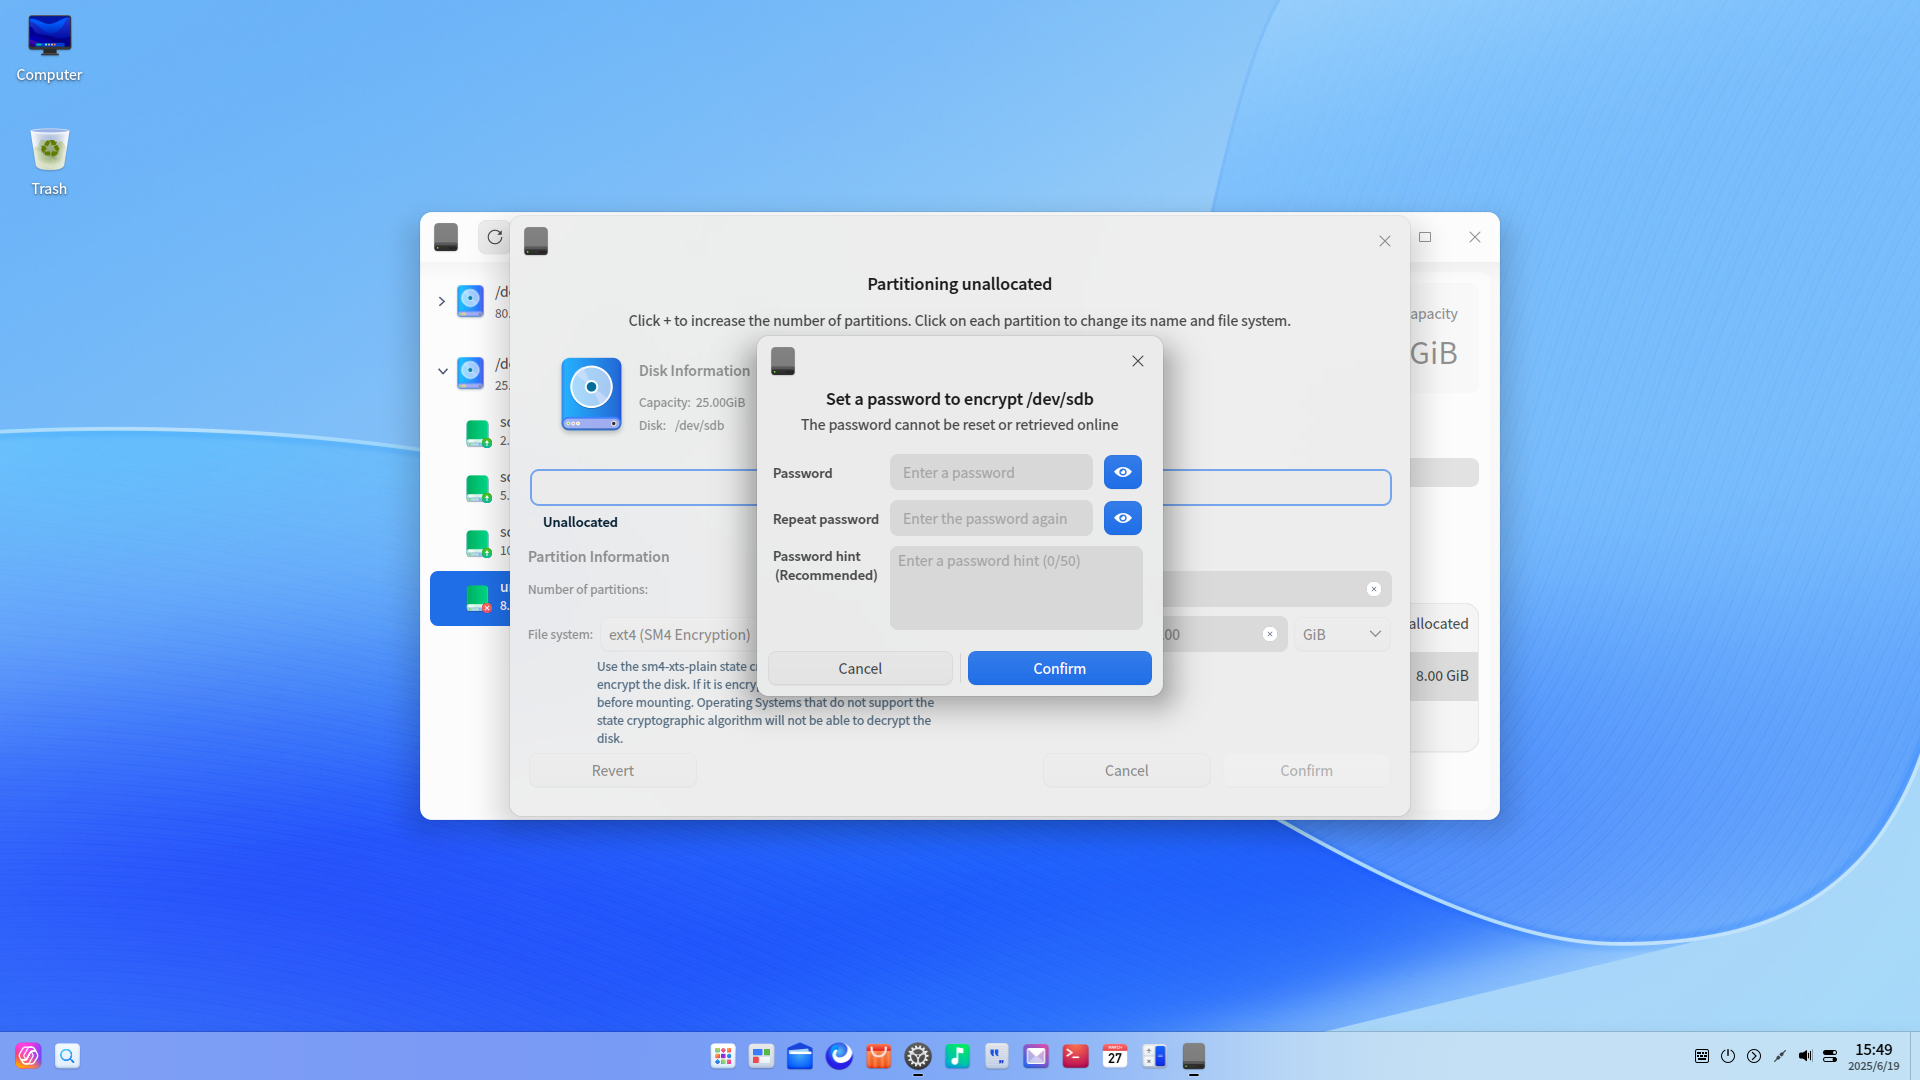 Computer
Trash
/d
80.
/d
25.
2.
5.
10
8.
apacity
GiB
allocated
8.00 GiB
Partitioning unallocated
Click + to increase the number of partitions. Click on each partition to change its name and file system.
Disk Information
Capacity: 25.00GiB
Disk: /dev/sdb
Unallocated
Partition Information
Number of partitions:
File system: ext4 (SM4 Encryption)
.00
GiB
Use the sm4-xts-plain state c
encrypt the disk. If it is encry
before mounting. Operating Systems that do not support the
state cryptographic algorithm will not be able to decrypt the
disk.
Revert
Cancel
Confirm
Set a password to encrypt /dev/sdb
The password cannot be reset or retrieved online
Password
Enter a password
Repeat password
Enter the password again
Password hint
(Recommended)
Enter a password hint (0/50)
Cancel
Confirm
MARCH
27
15:49
2025/6/19